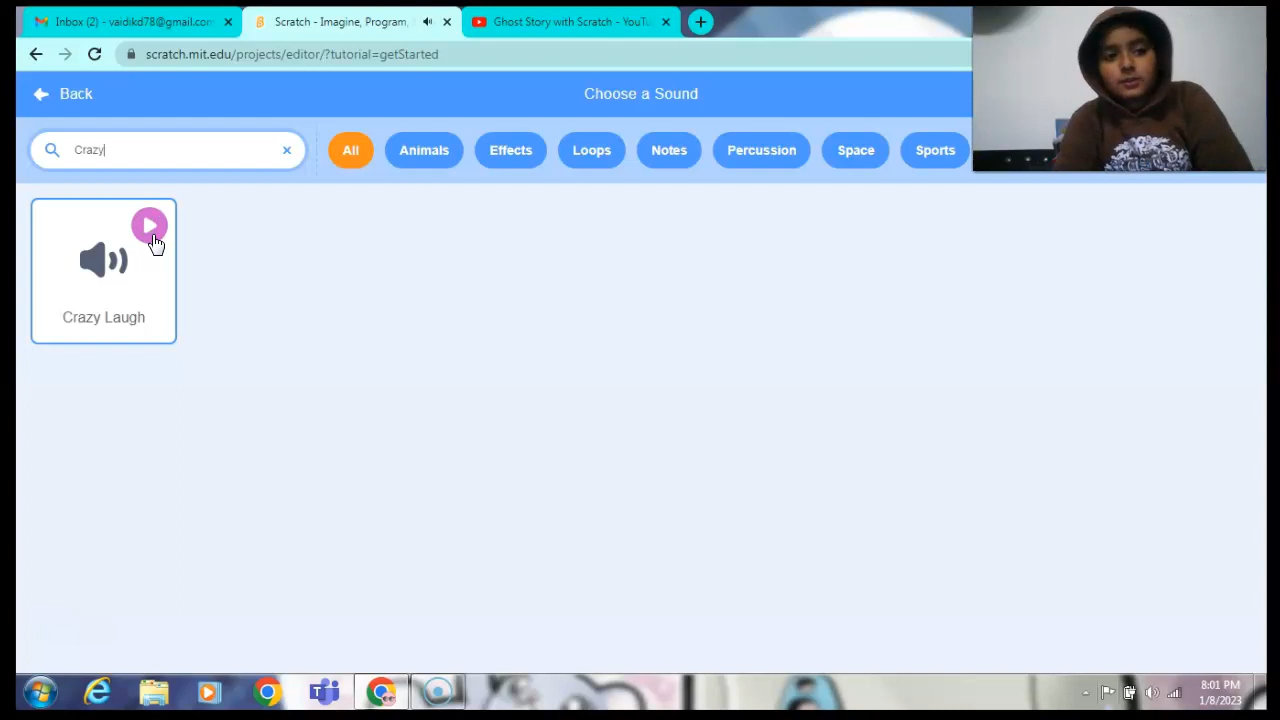 Inbox (2) - vaidikd78@gmail.com
Scratch - Imagine, Program,
Ghost Story with Scratch - YouTu
scratch.mit.edu/projects/editor/?tutorial=getStarted
Back
Choose a Sound
Crazy
All
Animals
Effects
Loops
Notes
Percussion
Space
Sports
Crazy Laugh
8:01 PM
1/8/2023